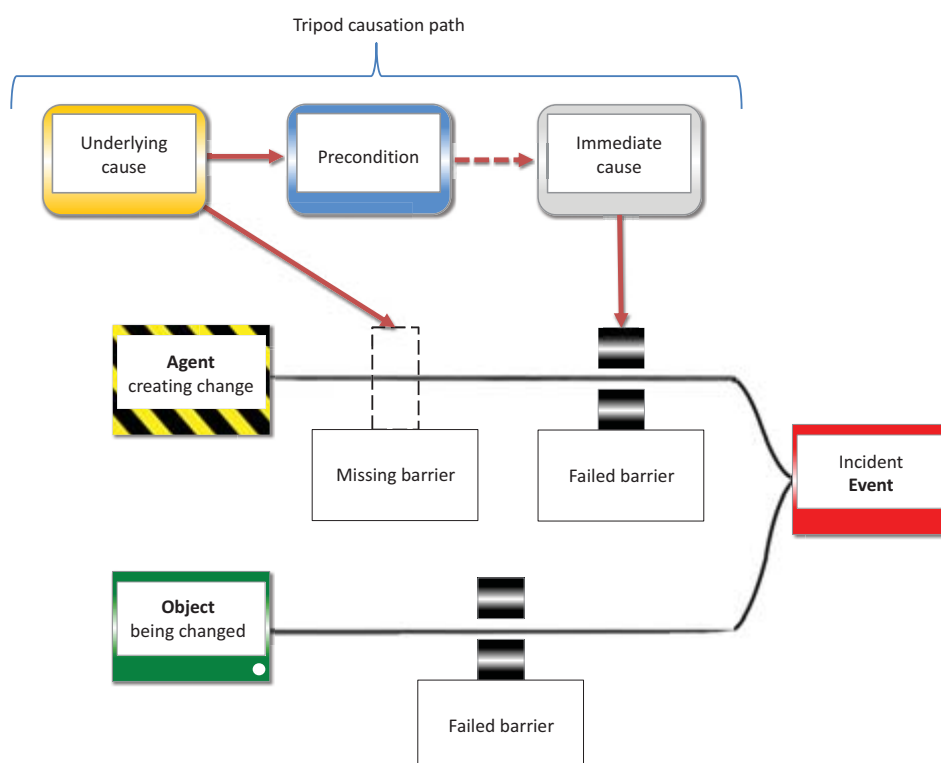 Tripod causation path
Underlying
cause
Precondition
Immediate
cause
Agent
creating change
Missing barrier
Failed barrier
Incident
Event
Object
being changed
Failed barrier